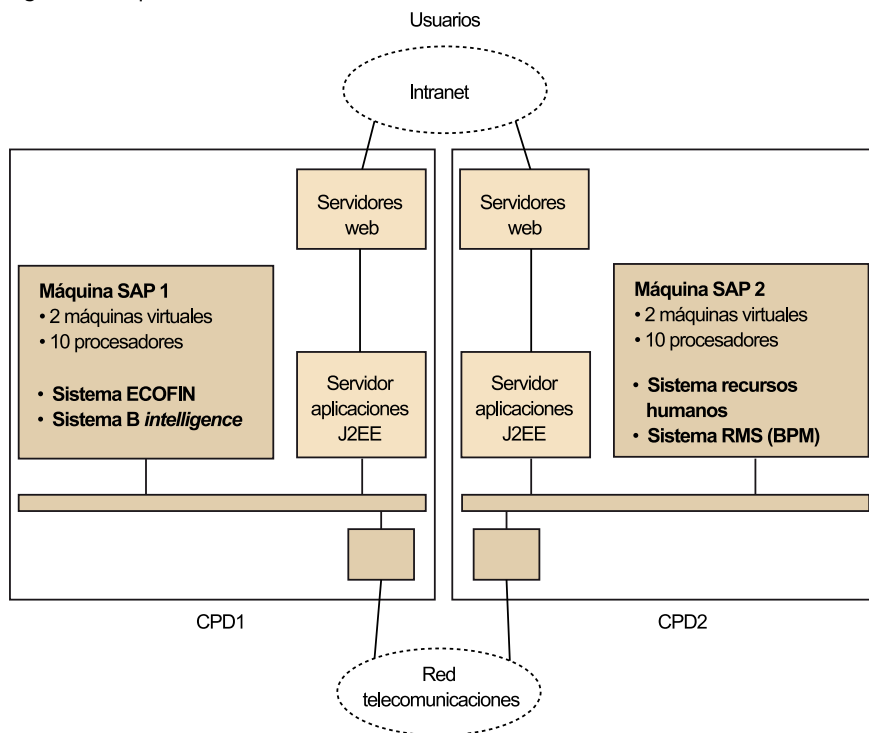 Usuarios
Intranet
Servidores
web
Servidores
web
Máquina SAP 1
• 2 máquinas virtuales
• 10 procesadores
• Sistema ECOFIN
• Sistema B intelligence
Servidor
aplicaciones
J2EE
Servidor
aplicaciones
J2EE
Máquina SAP 2
• 2 máquinas virtuales
• 10 procesadores
• Sistema recursos
humanos
• Sistema RMS (BPM)
CPD1
CPD2
Red
telecomunicaciones